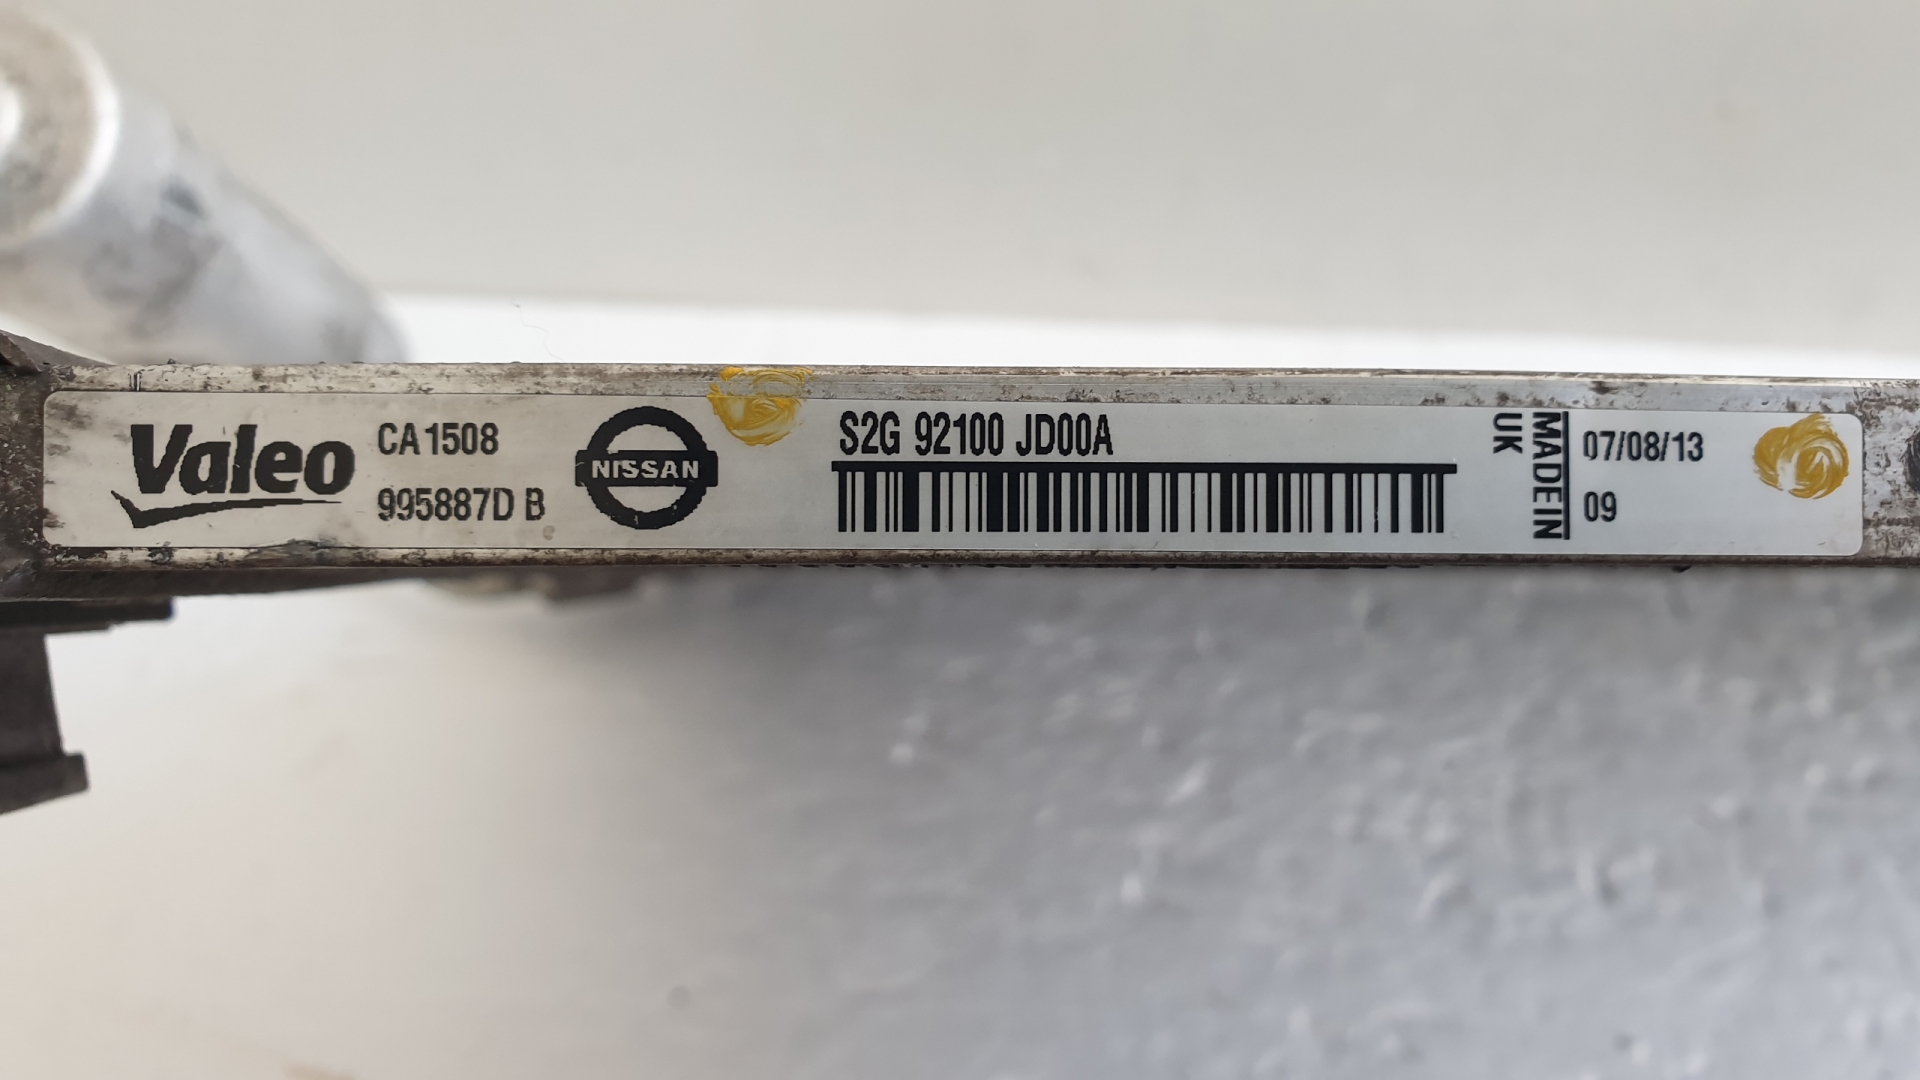 Valeo
CA1508
995887D B
NISSAN
S2G 92100 JD00A
MADE IN
UK
07/08/13
09